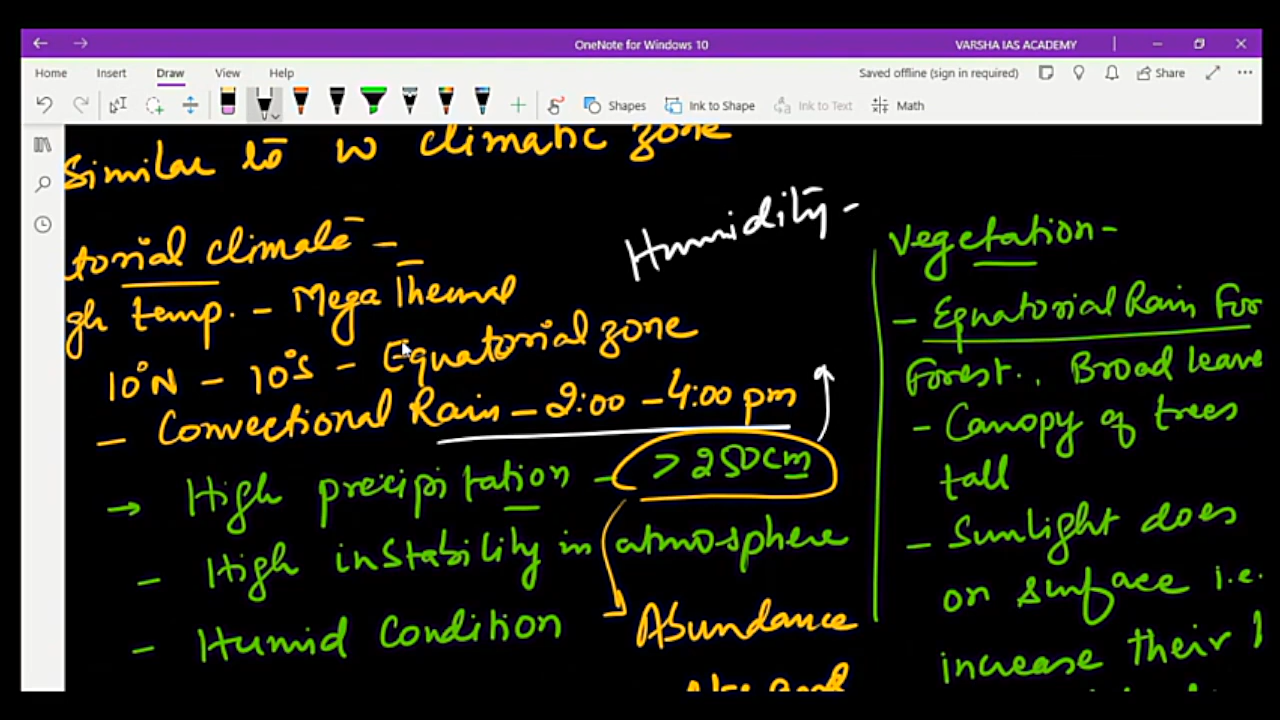 OneNote for Windows 10
VARSHA IAS ACADEMY
Home Insert Draw View Help
Saved offline (sign in required)
Share
Shapes
Ink to Shape
Ink to Text
Math
Similar to W climatic zone
torial climate -
gh temp. - Mega Thermal
10°N - 10°S - Equatorial zone
- Convectional Rain - 2:00 - 4:00 pm
→ High precipitation - > 250cm
- High instability in atmosphere
- Humid Condition
Abundance
Humidity -
Vegetation -
- Equatorial Rain For
Forest. Broad leave
- Canopy of trees
tall
- Sunlight does
on surface i.e.
increase their